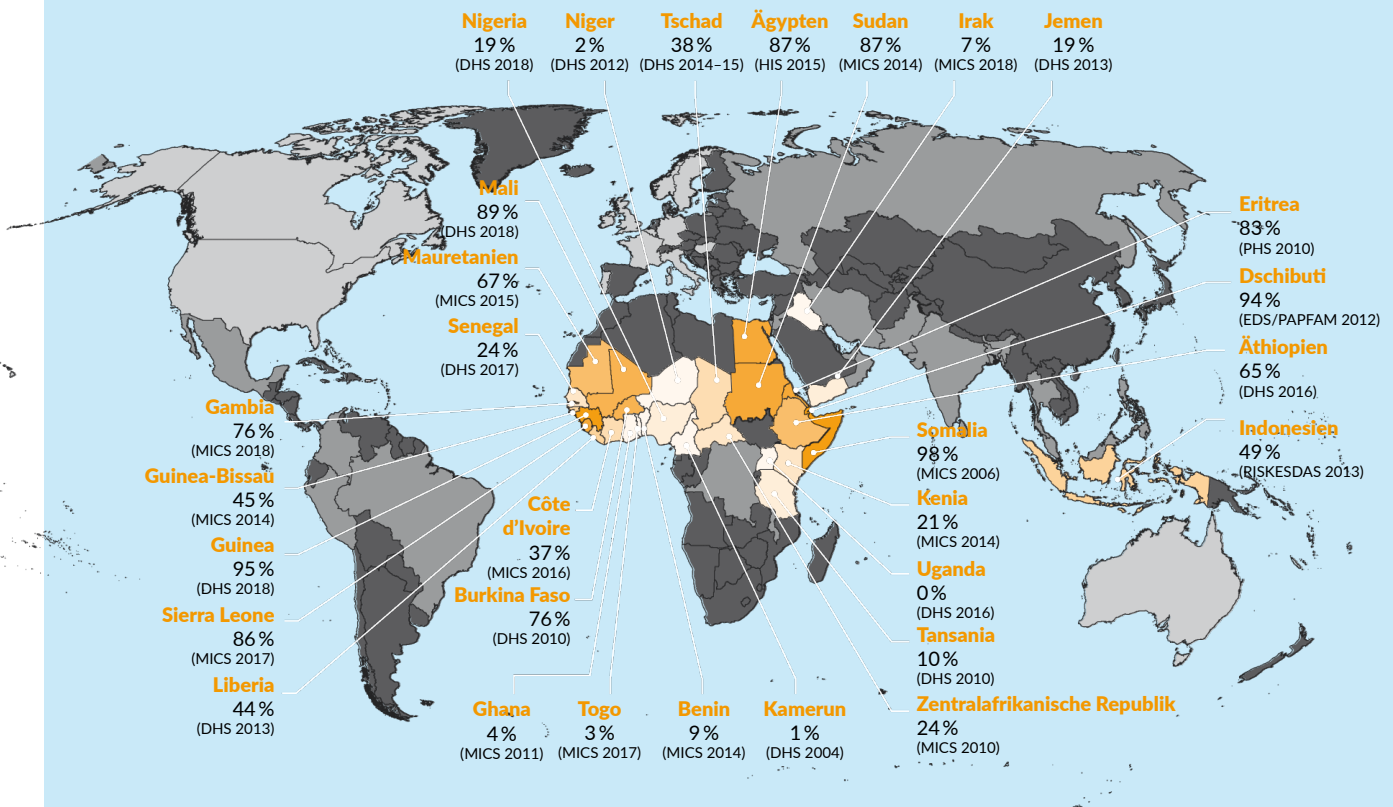 Nigeria
19 %
(DHS 2018)
Niger
2 %
(DHS 2012)
Tschad
38 %
(DHS 2014–15)
Ägypten
87 %
(HIS 2015)
Sudan
87 %
(MICS 2014)
Irak
7 %
(MICS 2018)
Jemen
19 %
(DHS 2013)
Mali
89 %
(DHS 2018)
Mauretanien
67 %
(MICS 2015)
Senegal
24 %
(DHS 2017)
Gambia
76 %
(MICS 2018)
Guinea-Bissau
45 %
(MICS 2014)
Guinea
95 %
(DHS 2018)
Sierra Leone
86 %
(MICS 2017)
Liberia
44 %
(DHS 2013)
Côte
d’Ivoire
37 %
(MICS 2016)
Burkina Faso
76 %
(DHS 2010)
Ghana
4 %
(MICS 2011)
Togo
3 %
(MICS 2017)
Benin
9 %
(MICS 2014)
Kamerun
1 %
(DHS 2004)
Eritrea
83 %
(PHS 2010)
Dschibuti
94 %
(EDS/PAPFAM 2012)
Äthiopien
65 %
(DHS 2016)
Indonesien
49 %
(RISKESDAS 2013)
Somalia
98 %
(MICS 2006)
Kenia
21 %
(MICS 2014)
Uganda
0 %
(DHS 2016)
Tansania
10 %
(DHS 2010)
Zentralafrikanische Republik
24 %
(MICS 2010)